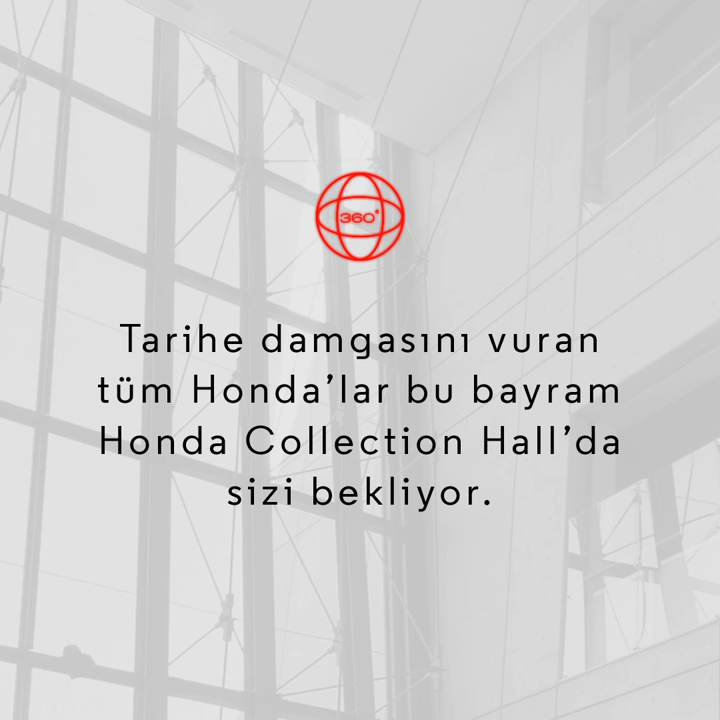 360°
Tarihe damgasını vuran
tüm Honda’lar bu bayram
Honda Collection Hall’da
sizi bekliyor.